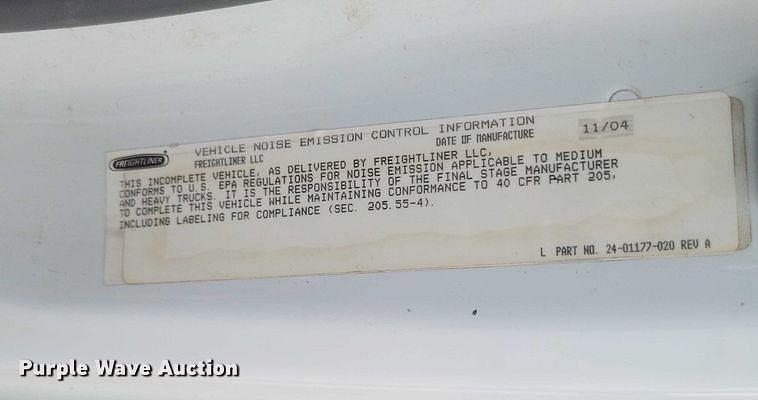 FREIGHTLINER
VEHICLE NOISE EMISSION CONTROL INFORMATION
FREIGHTLINER LLC DATE OF MANUFACTURE 11/04
THIS INCOMPLETE VEHICLE, AS DELIVERED BY FREIGHTLINER LLC,
CONFORMS TO U.S. EPA REGULATIONS FOR NOISE EMISSION APPLICABLE TO MEDIUM
AND HEAVY TRUCKS. IT IS THE RESPONSIBILITY OF THE FINAL STAGE MANUFACTURER
TO COMPLETE THIS VEHICLE WHILE MAINTAINING CONFORMANCE TO 40 CFR PART 205,
INCLUDING LABELING FOR COMPLIANCE (SEC. 205.55-4).
L PART NO. 24-01177-020 REV A
Purple Wave Auction